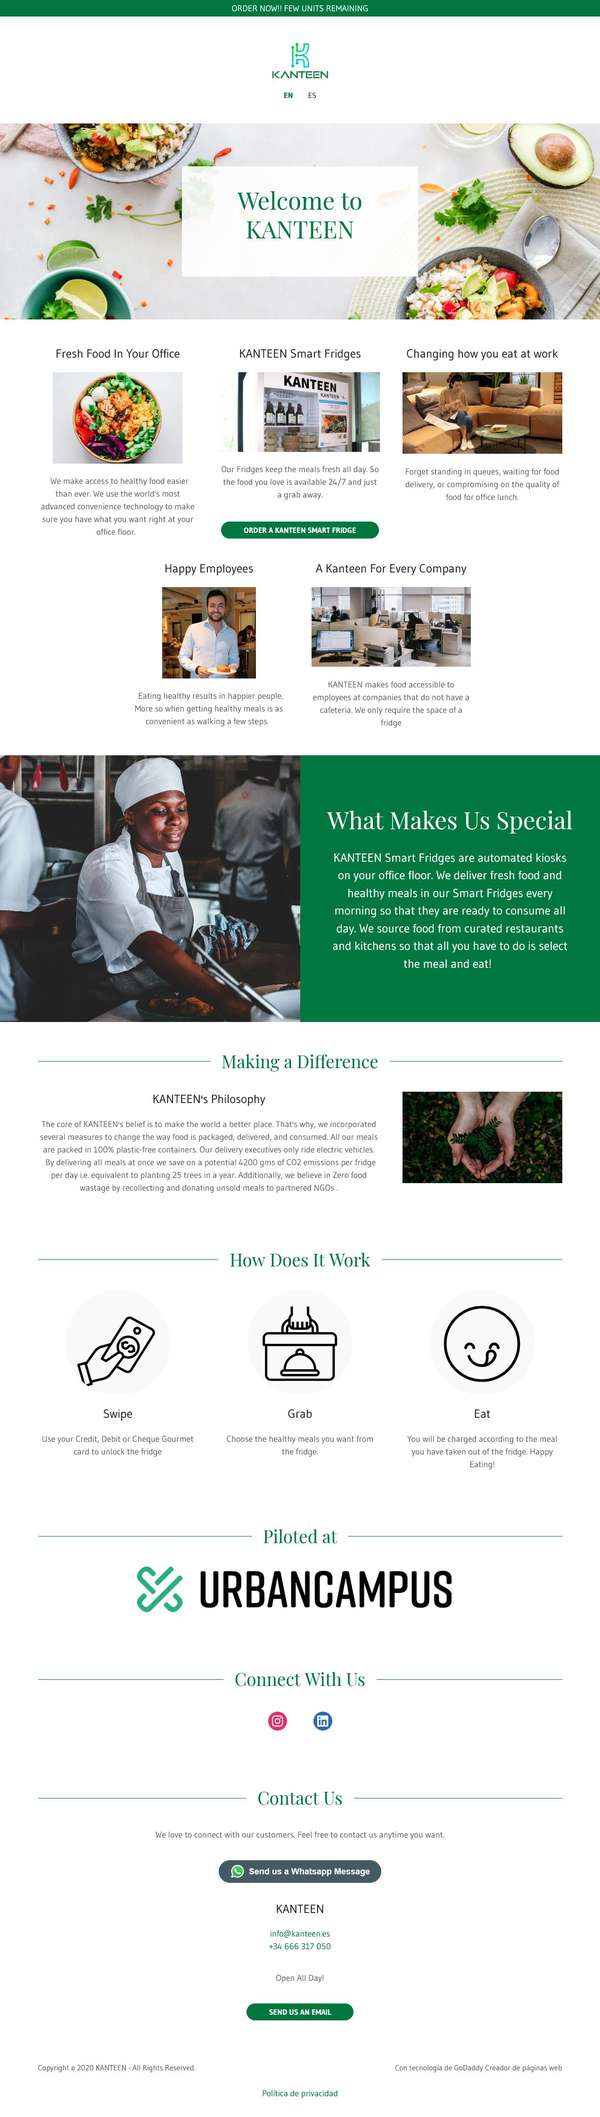 ORDER NOW!! FEW UNITS REMAINING
KANTEEN
EN ES
Welcome to
KANTEEN
Fresh Food In Your Office
We make access to healthy food easier
than ever. We use the world's most
advanced convenience technology to make
sure you have what you want right at your
office floor.
KANTEEN Smart Fridges
KANTEEN
KANTEEN
Our Fridges keep the meals fresh all day. So
the food you love is available 24/7 and just
a grab away.
ORDER A KANTEEN SMART FRIDGE
Changing how you eat at work
Forget standing in queues, waiting for food
delivery, or compromising on the quality of
food for office lunch.
Happy Employees
Eating healthy results in happier people.
More so when getting healthy meals is as
convenient as walking a few steps.
A Kanteen For Every Company
KANTEEN makes food accessible to
employees at companies that do not have a
cafeteria. We only require the space of a
fridge
What Makes Us Special
KANTEEN Smart Fridges are automated kiosks
on your office floor. We deliver fresh food and
healthy meals in our Smart Fridges every
morning so that they are ready to consume all
day. We source food from curated restaurants
and kitchens so that all you have to do is select
the meal and eat!
Making a Difference
KANTEEN's Philosophy
The core of KANTEEN's belief is to make the world a better place. That's why, we incorporated
several measures to change the way food is packaged, delivered, and consumed. All our meals
are packed in 100% plastic-free containers. Our delivery executives only ride electric vehicles.
By delivering all meals at once we save on a potential 4200 gms of CO2 emissions per fridge
per day i.e. equivalent to planting 25 trees in a year. Additionally, we believe in Zero food
wastage by recollecting and donating unsold meals to partnered NGOs .
How Does It Work
Swipe
Use your Credit, Debit or Cheque Gourmet
card to unlock the fridge
Grab
Choose the healthy meals you want from
the fridge.
Eat
You will be charged according to the meal
you have taken out of the fridge. Happy
Eating!
Piloted at
URBANCAMPUS
Connect With Us
Contact Us
We love to connect with our customers. Feel free to contact us anytime you want.
Send us a Whatsapp Message
KANTEEN
info@kanteen.es
+34 666 317 050
Open All Day!
SEND US AN EMAIL
Copyright © 2020 KANTEEN - All Rights Reserved.
Con tecnología de GoDaddy Creador de páginas web
Política de privacidad